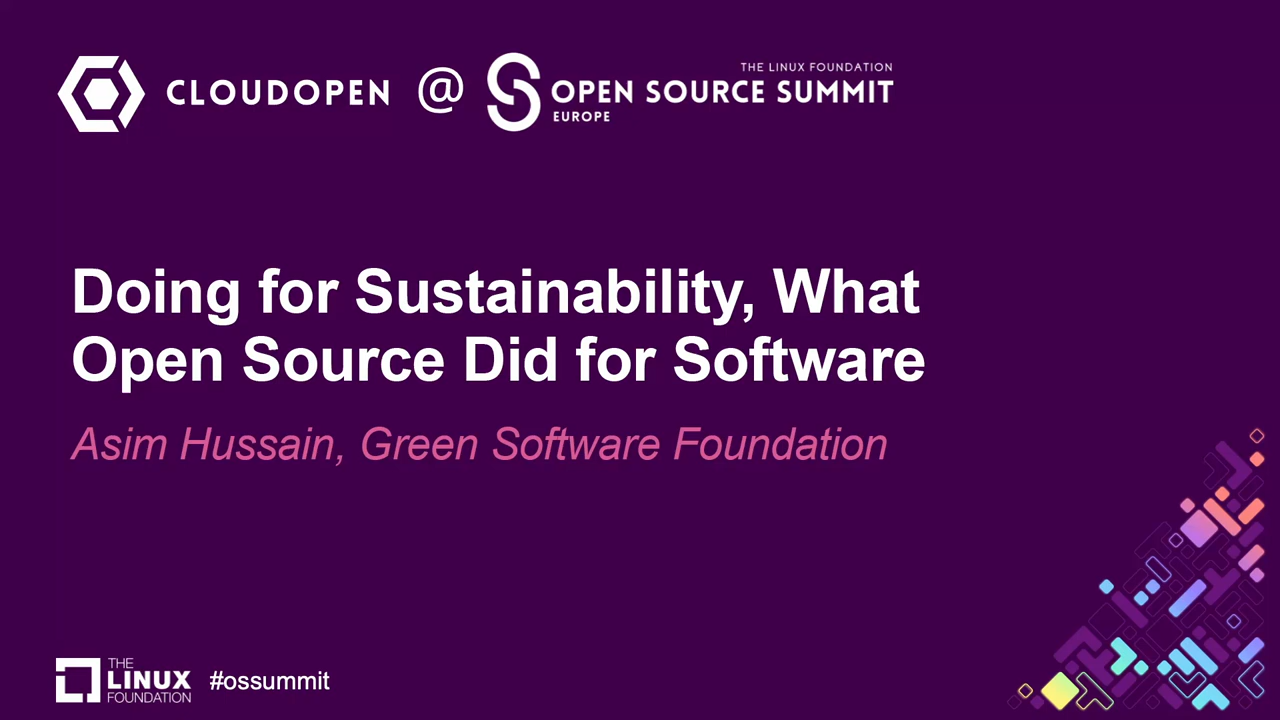 CLOUDOPEN @ THE LINUX FOUNDATION
OPEN SOURCE SUMMIT
EUROPE
Doing for Sustainability, What
Open Source Did for Software
Asim Hussain, Green Software Foundation
THE
LINUX
FOUNDATION
#ossummit